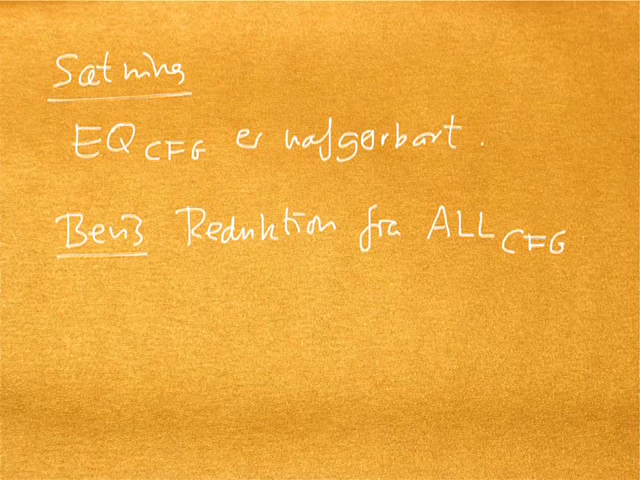 Sætning
EQ_CFG er uafgørbart.
Bevis Reduktion fra ALL_CFG